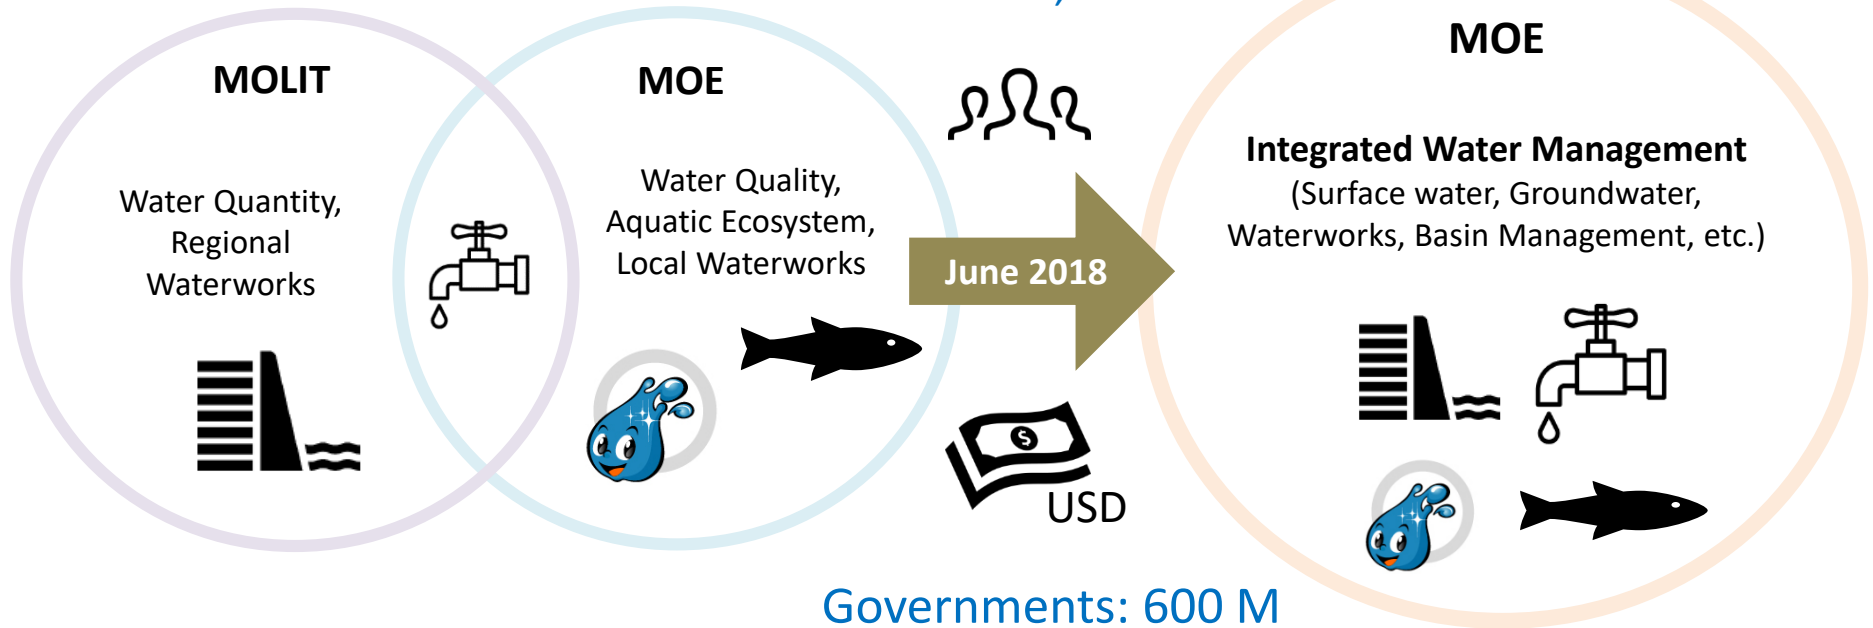 MOLIT
Water Quantity,
Regional
Waterworks
MOE
Water Quality,
Aquatic Ecosystem,
Local Waterworks
June 2018
USD
Governments: 600 M
MOE
Integrated Water Management
(Surface water, Groundwater,
Waterworks, Basin Management, etc.)